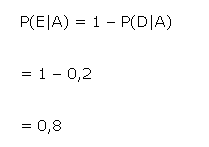 P(E|A) = 1 – P(D|A)
= 1 – 0,2
= 0,8